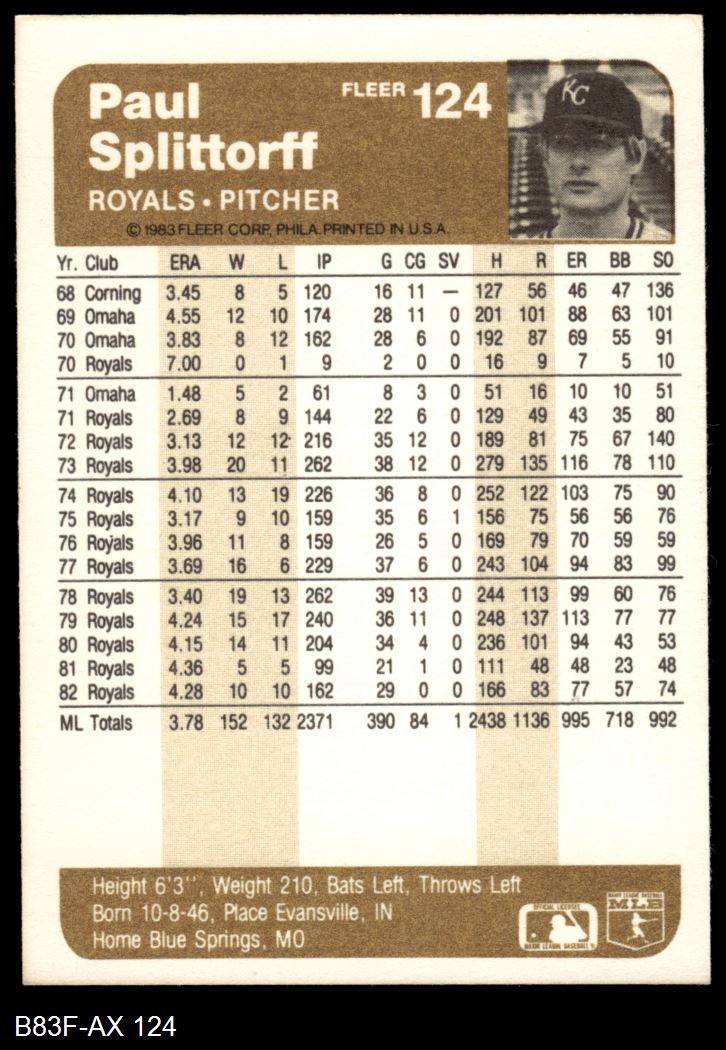 Paul
Splittorff
FLEER 124
KC
ROYALS • PITCHER
© 1983 FLEER CORP., PHILA. PRINTED IN U.S.A.
Yr. Club ERA W L IP G CG SV H R ER BB SO
68 Corning 3.45 8 5 120 16 11 — 127 56 46 47 136
69 Omaha 4.55 12 10 174 28 11 0 201 101 88 63 101
70 Omaha 3.83 8 12 162 28 6 0 192 87 69 55 91
70 Royals 7.00 0 1 9 2 0 0 16 9 7 5 10
71 Omaha 1.48 5 2 61 8 3 0 51 16 10 10 51
71 Royals 2.69 8 9 144 22 6 0 129 49 43 35 80
72 Royals 3.13 12 12 216 35 12 0 189 81 75 67 140
73 Royals 3.98 20 11 262 38 12 0 279 135 116 78 110
74 Royals 4.10 13 19 226 36 8 0 252 122 103 75 90
75 Royals 3.17 9 10 159 35 6 1 156 75 56 56 76
76 Royals 3.96 11 8 159 26 5 0 169 79 70 59 59
77 Royals 3.69 16 6 229 37 6 0 243 104 94 83 99
78 Royals 3.40 19 13 262 39 13 0 244 113 99 60 76
79 Royals 4.24 15 17 240 36 11 0 248 137 113 77 77
80 Royals 4.15 14 11 204 34 4 0 236 101 94 43 53
81 Royals 4.36 5 5 99 21 1 0 111 48 48 23 48
82 Royals 4.28 10 10 162 29 0 0 166 83 77 57 74
ML Totals 3.78 152 132 2371 390 84 1 2438 1136 995 718 992
Height 6'3'', Weight 210, Bats Left, Throws Left
Born 10-8-46, Place Evansville, IN
Home Blue Springs, MO
OFFICIAL LICENSEE
MAJOR LEAGUE BASEBALL
MAJOR LEAGUE BASEBALL
MLB
B83F-AX 124